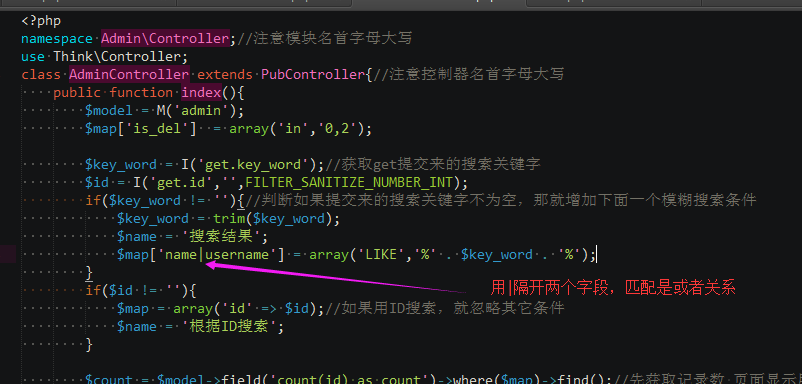 <?php
namespace Admin\Controller;//注意模块名首字母大写
use Think\Controller;
class AdminController extends PubController{//注意控制器名首字母大写
public function index(){
$model = M('admin');
$map['is_del'] = array('in','0,2');
$key_word = I('get.key_word');//获取get提交来的搜索关键字
$id = I('get.id','',FILTER_SANITIZE_NUMBER_INT);
if($key_word != ''){//判断如果提交来的搜索关键字不为空，那就增加下面一个模糊搜索条件
$key_word = trim($key_word);
$name = '搜索结果';
$map['name|username'] = array('LIKE','%' . $key_word . '%');
}
用|隔开两个字段，匹配是或者关系
if($id != ''){
$map = array('id' => $id);//如果用ID搜索，就忽略其它条件
$name = '根据ID搜索';
}
$count = $model->field('count(id) as count')->where($map)->find();//先获取记录数 页面显示